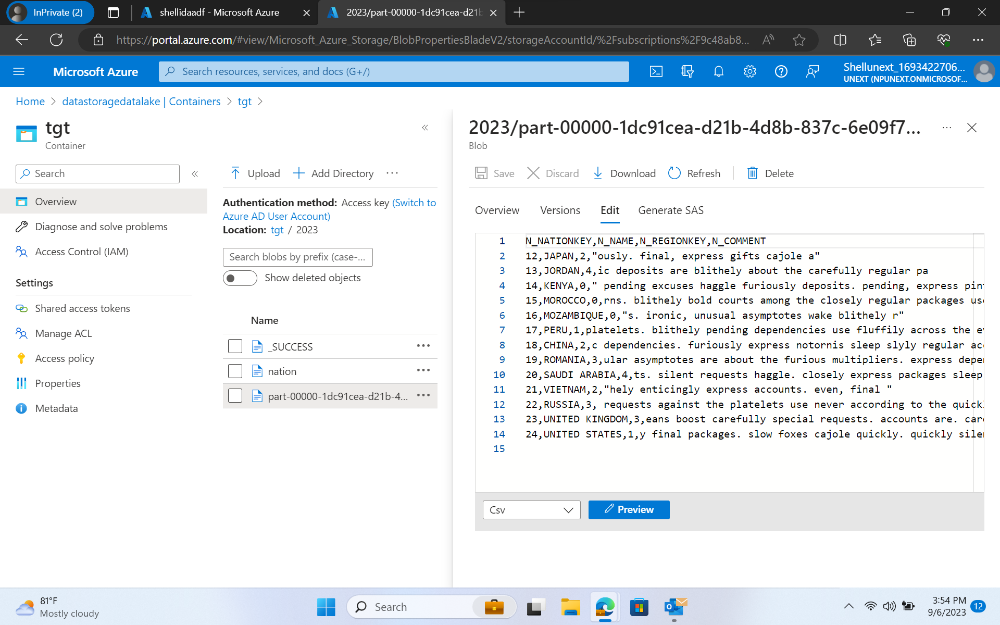 InPrivate (2)
shellidaadf - Microsoft Azure
2023/part-00000-1dc91cea-d21b
https://portal.azure.com/#view/Microsoft_Azure_Storage/BlobPropertiesBladeV2/storageAccountId/%2Fsubscriptions%2F9c48ab8...
Microsoft Azure
Search resources, services, and docs (G+/)
Shellunext_1693422706...
UNEXT (NPUNEXT.ONMICROSOF...
Home > datastoragedatalake | Containers > tgt >
tgt
Container
Search
Overview
Diagnose and solve problems
Access Control (IAM)
Settings
Shared access tokens
Manage ACL
Access policy
Properties
Metadata
Upload
Add Directory
Authentication method: Access key (Switch to
Azure AD User Account)
Location: tgt / 2023
Search blobs by prefix (case-...
Show deleted objects
Name
_SUCCESS
nation
part-00000-1dc91cea-d21b-4...
2023/part-00000-1dc91cea-d21b-4d8b-837c-6e09f7...
Blob
Save
Discard
Download
Refresh
Delete
Overview
Versions
Edit
Generate SAS
1 N_NATIONKEY,N_NAME,N_REGIONKEY,N_COMMENT
2 12,JAPAN,2,"ously. final, express gifts cajole a"
3 13,JORDAN,4,ic deposits are blithely about the carefully regular pa
4 14,KENYA,0," pending excuses haggle furiously deposits. pending, express pin
5 15,MOROCCO,0,rns. blithely bold courts among the closely regular packages us
6 16,MOZAMBIQUE,0,"s. ironic, unusual asymptotes wake blithely r"
7 17,PERU,1,platelets. blithely pending dependencies use fluffily across the e
8 18,CHINA,2,c dependencies. furiously express notornis sleep slyly regular ac
9 19,ROMANIA,3,ular asymptotes are about the furious multipliers. express depe
10 20,SAUDI ARABIA,4,ts. silent requests haggle. closely express packages sleep
11 21,VIETNAM,2,"hely enticingly express accounts. even, final "
12 22,RUSSIA,3, requests against the platelets use never according to the quick
13 23,UNITED KINGDOM,3,eans boost carefully special requests. accounts are. car
14 24,UNITED STATES,1,y final packages. slow foxes cajole quickly. quickly sile
15
Csv
Preview
81°F
Mostly cloudy
Search
3:54 PM
9/6/2023
12